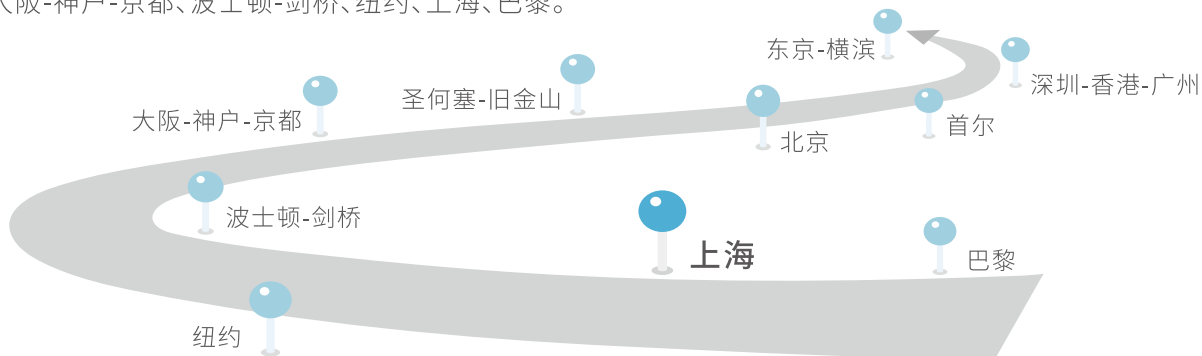 大阪-神户-京都、波士顿-剑桥、纽约、上海、巴黎。
东京-横滨
深圳-香港-广州
圣何塞-旧金山
大阪-神户-京都
首尔
北京
波士顿-剑桥
上海
巴黎
纽约